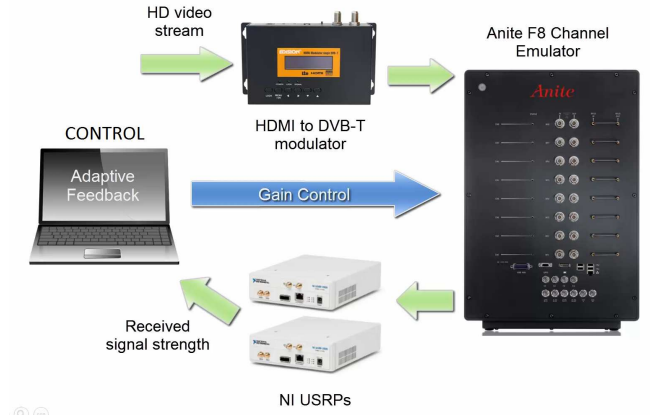 HD video
stream
HDMI to DVB-T
modulator
Anite F8 Channel
Emulator
Anite
CONTROL
Adaptive
Feedback
Gain Control
Received
signal strength
NI USRPs